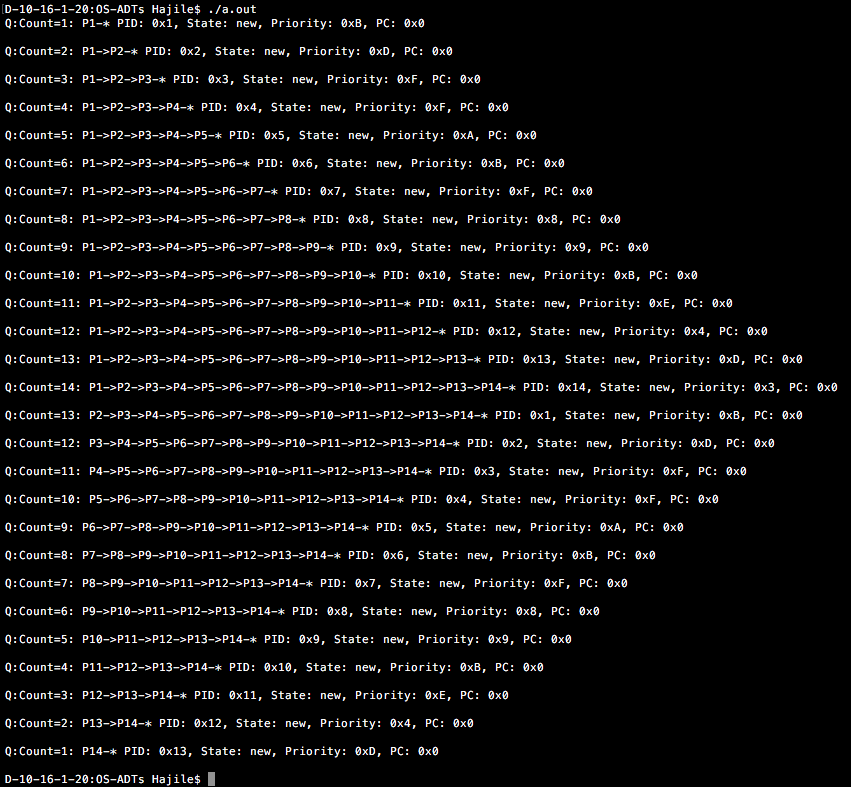 D-10-16-1-20:OS-ADTs Hajile$ ./a.out
Q:Count=1: P1-* PID: 0x1, State: new, Priority: 0xB, PC: 0x0
Q:Count=2: P1->P2-* PID: 0x2, State: new, Priority: 0xD, PC: 0x0
Q:Count=3: P1->P2->P3-* PID: 0x3, State: new, Priority: 0xF, PC: 0x0
Q:Count=4: P1->P2->P3->P4-* PID: 0x4, State: new, Priority: 0xF, PC: 0x0
Q:Count=5: P1->P2->P3->P4->P5-* PID: 0x5, State: new, Priority: 0xA, PC: 0x0
Q:Count=6: P1->P2->P3->P4->P5->P6-* PID: 0x6, State: new, Priority: 0xB, PC: 0x0
Q:Count=7: P1->P2->P3->P4->P5->P6->P7-* PID: 0x7, State: new, Priority: 0xF, PC: 0x0
Q:Count=8: P1->P2->P3->P4->P5->P6->P7->P8-* PID: 0x8, State: new, Priority: 0x8, PC: 0x0
Q:Count=9: P1->P2->P3->P4->P5->P6->P7->P8->P9-* PID: 0x9, State: new, Priority: 0x9, PC: 0x0
Q:Count=10: P1->P2->P3->P4->P5->P6->P7->P8->P9->P10-* PID: 0x10, State: new, Priority: 0xB, PC: 0x0
Q:Count=11: P1->P2->P3->P4->P5->P6->P7->P8->P9->P10->P11-* PID: 0x11, State: new, Priority: 0xE, PC: 0x0
Q:Count=12: P1->P2->P3->P4->P5->P6->P7->P8->P9->P10->P11->P12-* PID: 0x12, State: new, Priority: 0x4, PC: 0x0
Q:Count=13: P1->P2->P3->P4->P5->P6->P7->P8->P9->P10->P11->P12->P13-* PID: 0x13, State: new, Priority: 0xD, PC: 0x0
Q:Count=14: P1->P2->P3->P4->P5->P6->P7->P8->P9->P10->P11->P12->P13->P14-* PID: 0x14, State: new, Priority: 0x3, PC: 0x0
Q:Count=13: P2->P3->P4->P5->P6->P7->P8->P9->P10->P11->P12->P13->P14-* PID: 0x1, State: new, Priority: 0xB, PC: 0x0
Q:Count=12: P3->P4->P5->P6->P7->P8->P9->P10->P11->P12->P13->P14-* PID: 0x2, State: new, Priority: 0xD, PC: 0x0
Q:Count=11: P4->P5->P6->P7->P8->P9->P10->P11->P12->P13->P14-* PID: 0x3, State: new, Priority: 0xF, PC: 0x0
Q:Count=10: P5->P6->P7->P8->P9->P10->P11->P12->P13->P14-* PID: 0x4, State: new, Priority: 0xF, PC: 0x0
Q:Count=9: P6->P7->P8->P9->P10->P11->P12->P13->P14-* PID: 0x5, State: new, Priority: 0xA, PC: 0x0
Q:Count=8: P7->P8->P9->P10->P11->P12->P13->P14-* PID: 0x6, State: new, Priority: 0xB, PC: 0x0
Q:Count=7: P8->P9->P10->P11->P12->P13->P14-* PID: 0x7, State: new, Priority: 0xF, PC: 0x0
Q:Count=6: P9->P10->P11->P12->P13->P14-* PID: 0x8, State: new, Priority: 0x8, PC: 0x0
Q:Count=5: P10->P11->P12->P13->P14-* PID: 0x9, State: new, Priority: 0x9, PC: 0x0
Q:Count=4: P11->P12->P13->P14-* PID: 0x10, State: new, Priority: 0xB, PC: 0x0
Q:Count=3: P12->P13->P14-* PID: 0x11, State: new, Priority: 0xE, PC: 0x0
Q:Count=2: P13->P14-* PID: 0x12, State: new, Priority: 0x4, PC: 0x0
Q:Count=1: P14-* PID: 0x13, State: new, Priority: 0xD, PC: 0x0
D-10-16-1-20:OS-ADTs Hajile$